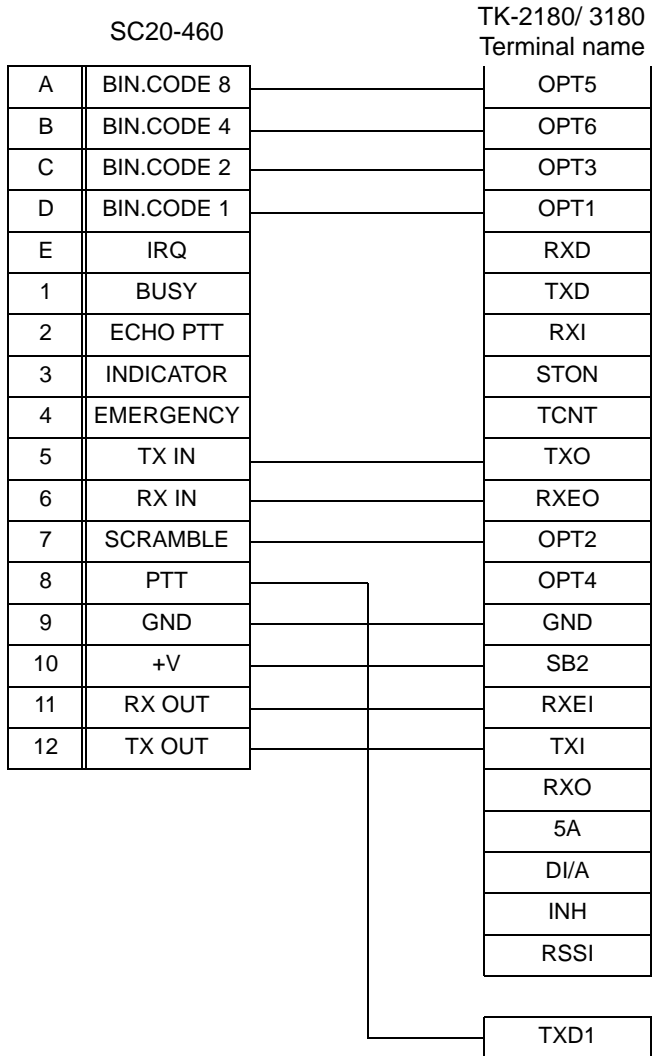 SC20-460
TK-2180/ 3180
Terminal name
A BIN.CODE 8 OPT5
B BIN.CODE 4 OPT6
C BIN.CODE 2 OPT3
D BIN.CODE 1 OPT1
E IRQ RXD
1 BUSY TXD
2 ECHO PTT RXI
3 INDICATOR STON
4 EMERGENCY TCNT
5 TX IN TXO
6 RX IN RXEO
7 SCRAMBLE OPT2
8 PTT OPT4
9 GND GND
10 +V SB2
11 RX OUT RXEI
12 TX OUT TXI
RXO
5A
DI/A
INH
RSSI
TXD1